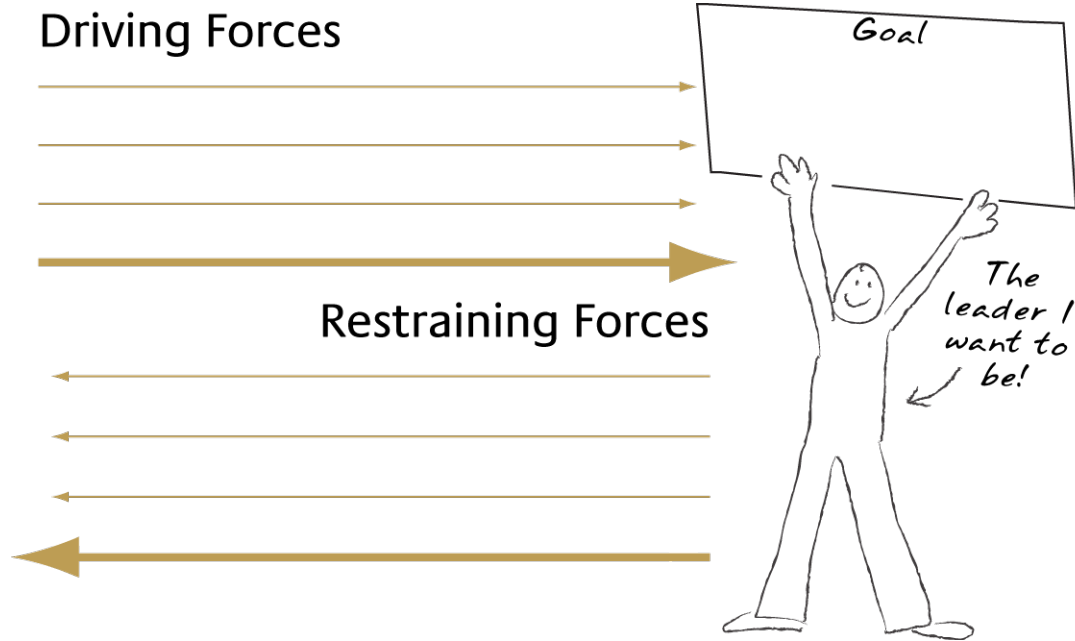 Driving Forces
Goal
Restraining Forces
The
leader I
want to
be!